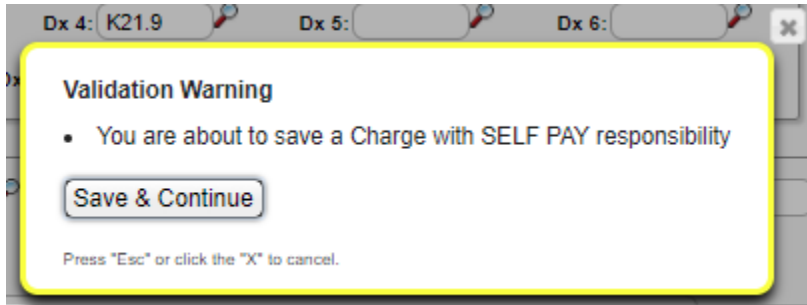 Dx 4: K21.9 Dx 5: Dx 6:
Validation Warning
• You are about to save a Charge with SELF PAY responsibility
Save & Continue
Press "Esc" or click the "X" to cancel.